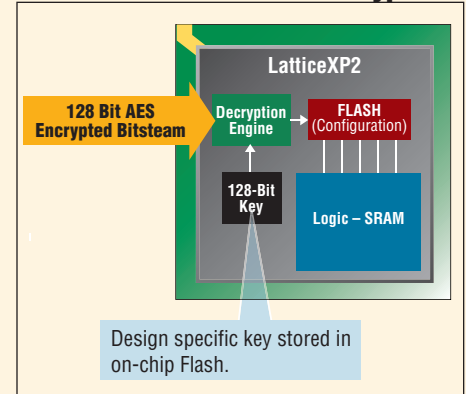 LatticeXP2
128 Bit AES
Encrypted Bitsteam
Decryption
Engine
FLASH
(Configuration)
128-Bit
Key
Logic – SRAM
Design specific key stored in
on-chip Flash.